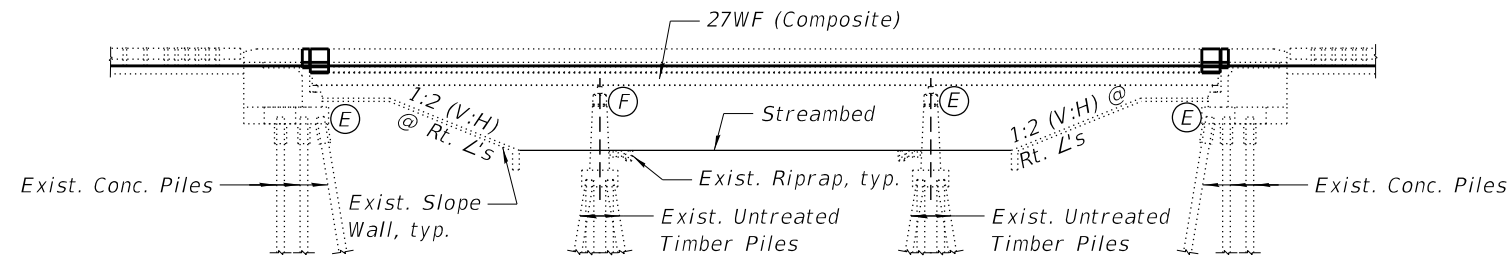 27WF (Composite)
1:2 (V:H)
@ Rt. ∠'s
E
F
E
E
1:2 (V:H) @
Rt. ∠'s
Streambed
Exist. Conc. Piles
Exist. Slope
Wall, typ.
Exist. Riprap, typ.
Exist. Untreated
Timber Piles
Exist. Untreated
Timber Piles
Exist. Conc. Piles